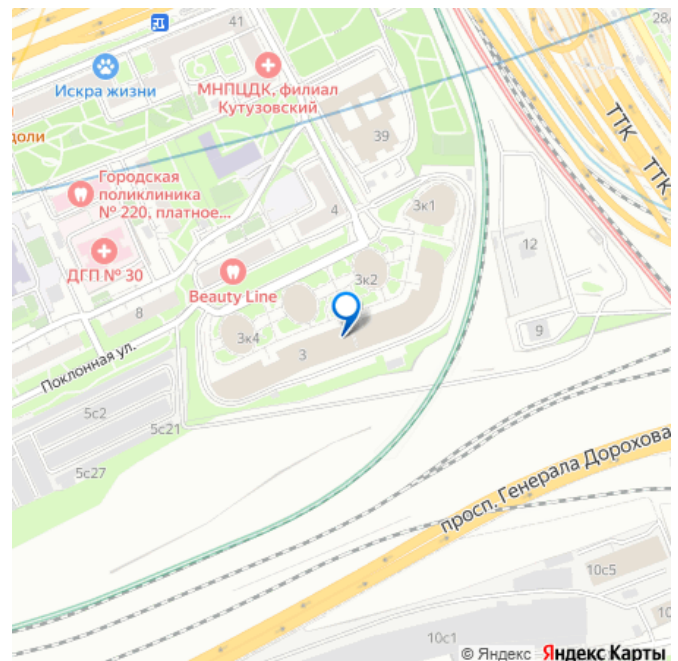 41
Искра жизни
МНПЦДК, филиал
Кутузовский
28/
доли
39
ТТК
ТТК
Городская
поликлиника
№ 220, платное...
4
3к1
ДГП № 30
12
Beauty Line
3к2
8
3к4
3
9
Поклонная ул.
5с2
5с21
5с27
просп. Генерала Дорохова
10с5
10
10с1
© Яндекс Яндекс Карты